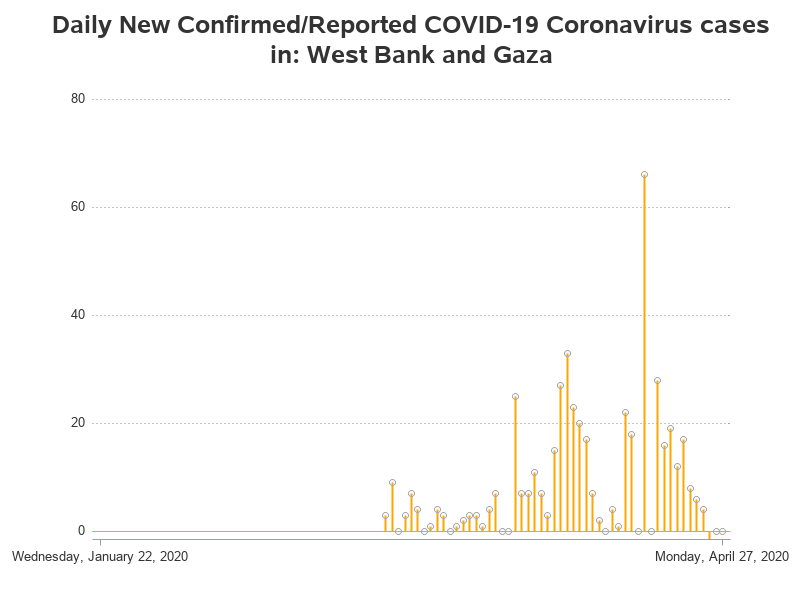 Daily New Confirmed/Reported COVID-19 Coronavirus cases
in: West Bank and Gaza
80
60
40
20
0
Wednesday, January 22, 2020
Monday, April 27, 2020